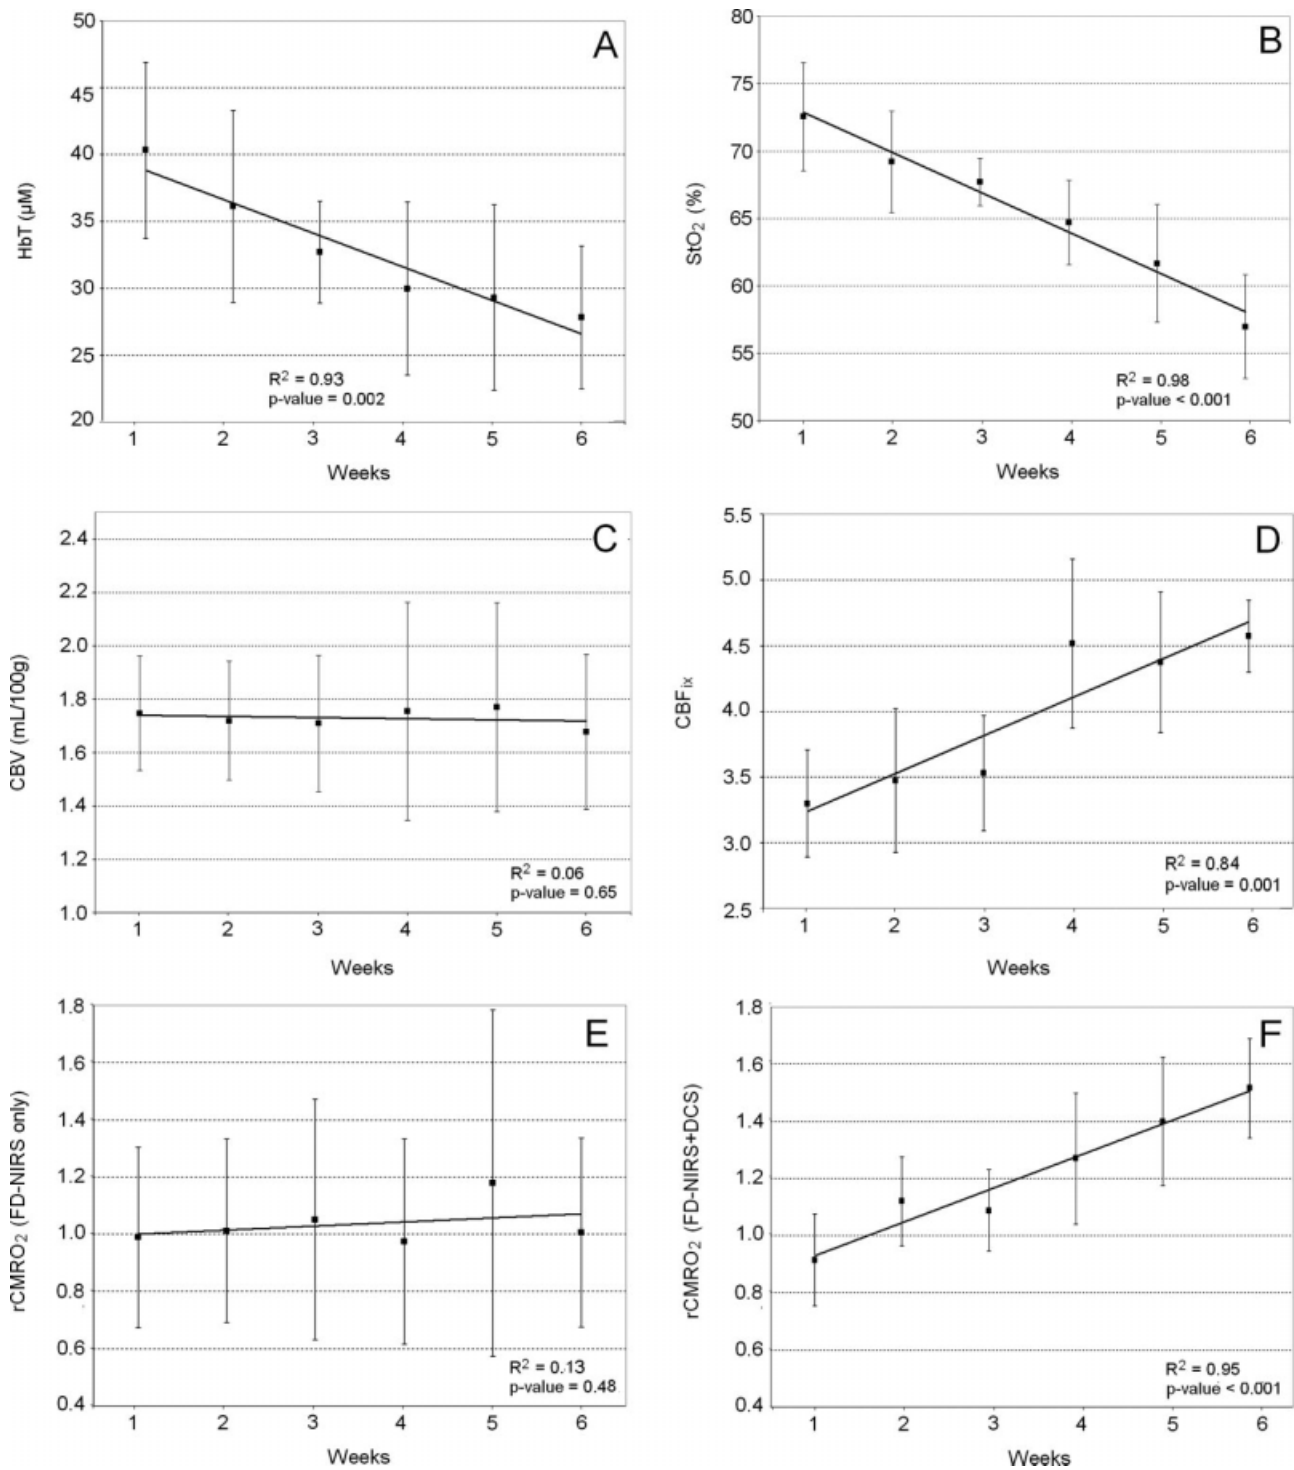 50
45
40
35
30
25
20
HbT (μM)
A
R² = 0.93
p-value = 0.002
1 2 3 4 5 6
Weeks
80
75
70
65
60
55
50
StO₂ (%)
B
R² = 0.98
p-value < 0.001
1 2 3 4 5 6
Weeks
2.4
2.2
2.0
1.8
1.6
1.4
1.2
1.0
CBV (mL/100g)
C
R² = 0.06
p-value = 0.65
1 2 3 4 5 6
Weeks
5.5
5.0
4.5
4.0
3.5
3.0
2.5
CBFix
D
R² = 0.84
p-value = 0.001
1 2 3 4 5 6
Weeks
1.8
1.6
1.4
1.2
1.0
0.8
0.6
0.4
rCMRO₂ (FD-NIRS only)
E
R² = 0.13
p-value = 0.48
1 2 3 4 5 6
Weeks
1.8
1.6
1.4
1.2
1.0
0.8
0.6
0.4
rCMRO₂ (FD-NIRS+DCS)
F
R² = 0.95
p-value < 0.001
1 2 3 4 5 6
Weeks